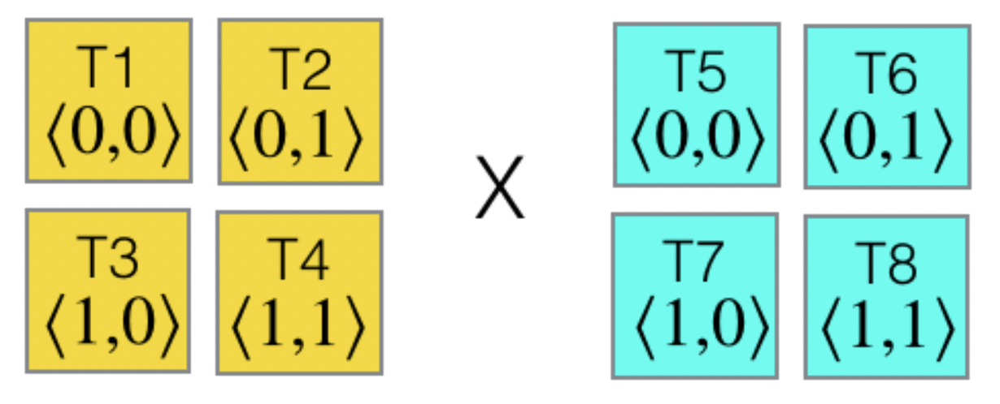 T1
⟨0,0⟩
T2
⟨0,1⟩
T3
⟨1,0⟩
T4
⟨1,1⟩
X
T5
⟨0,0⟩
T6
⟨0,1⟩
T7
⟨1,0⟩
T8
⟨1,1⟩